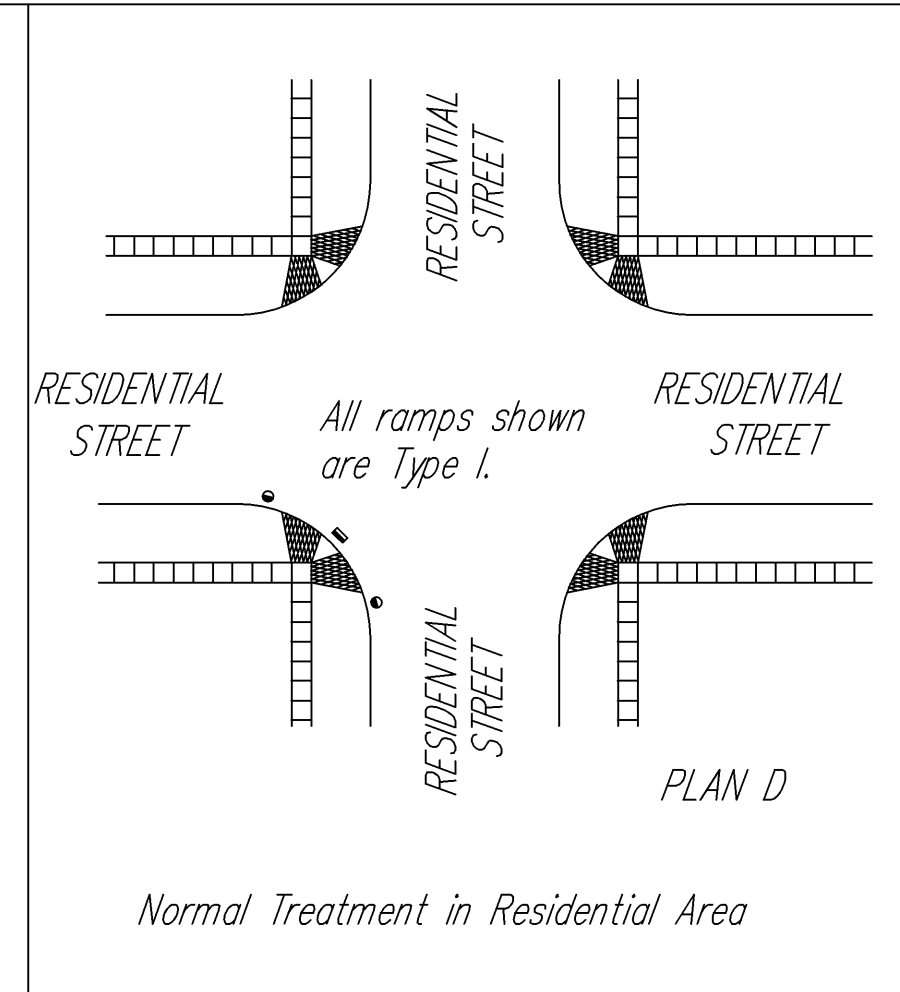 RESIDENTIAL
STREET
RESIDENTIAL
STREET
All ramps shown
are Type I.
RESIDENTIAL
STREET
RESIDENTIAL
STREET
PLAN D
Normal Treatment in Residential Area